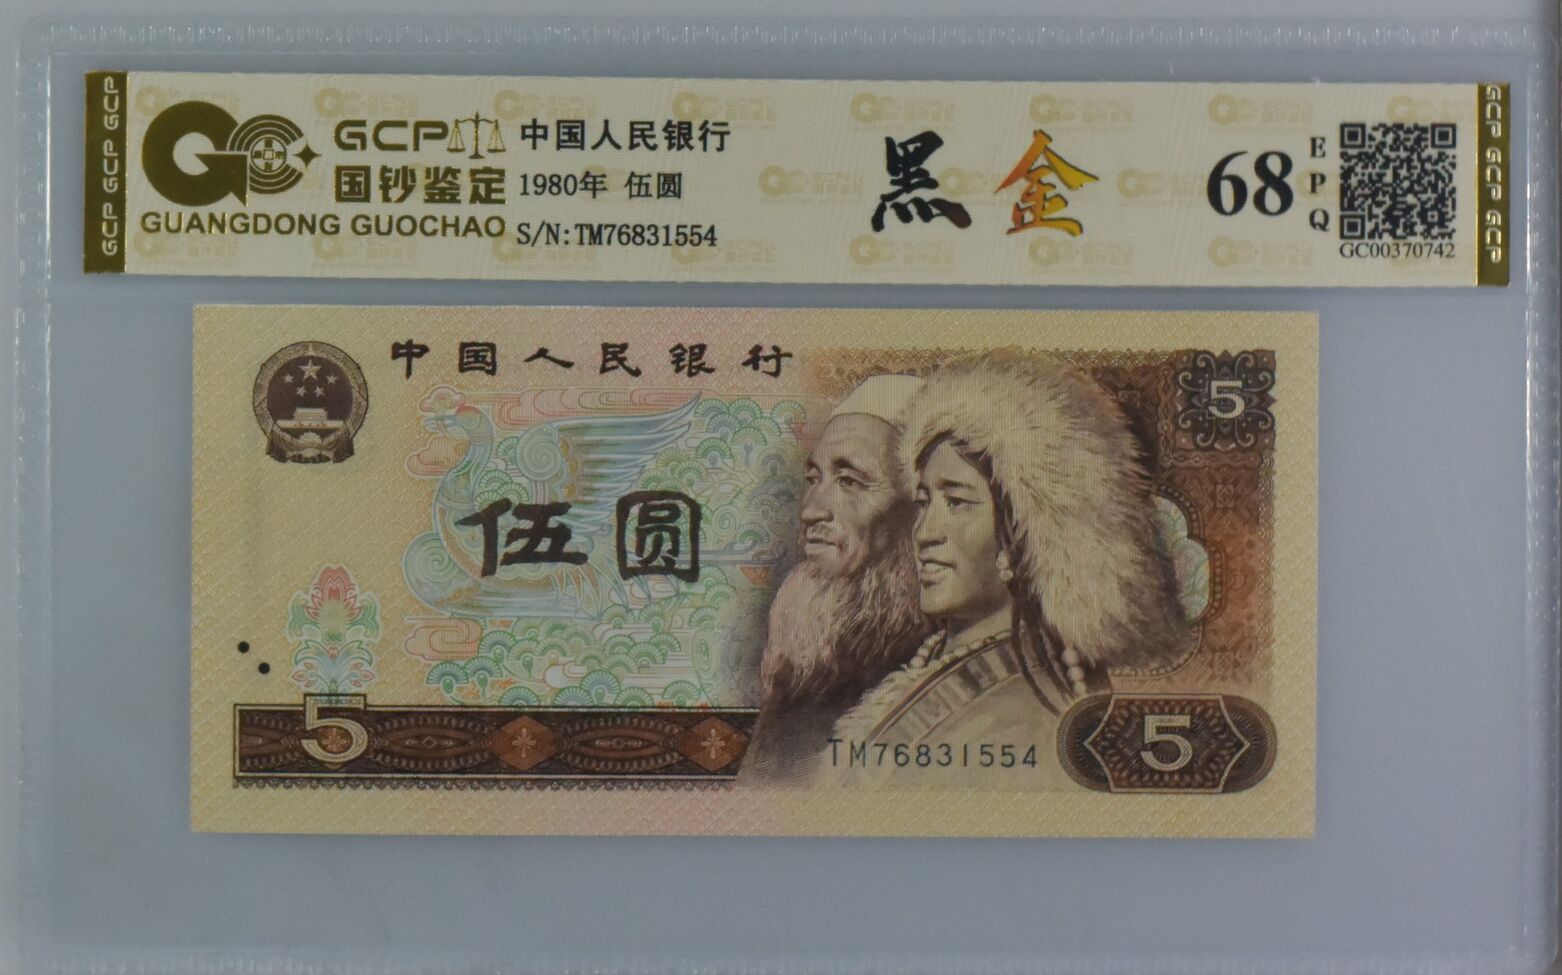 GCP GCP GCP
GCP
国钞鉴定
GUANGDONG GUOCHAO
中国人民银行
1980年 伍圆
S/N:TM76831554
黑金
68
EPQ
GC00370742
GCP GCP GCP
中国人民银行
5
伍圆
5
TM76831554
5